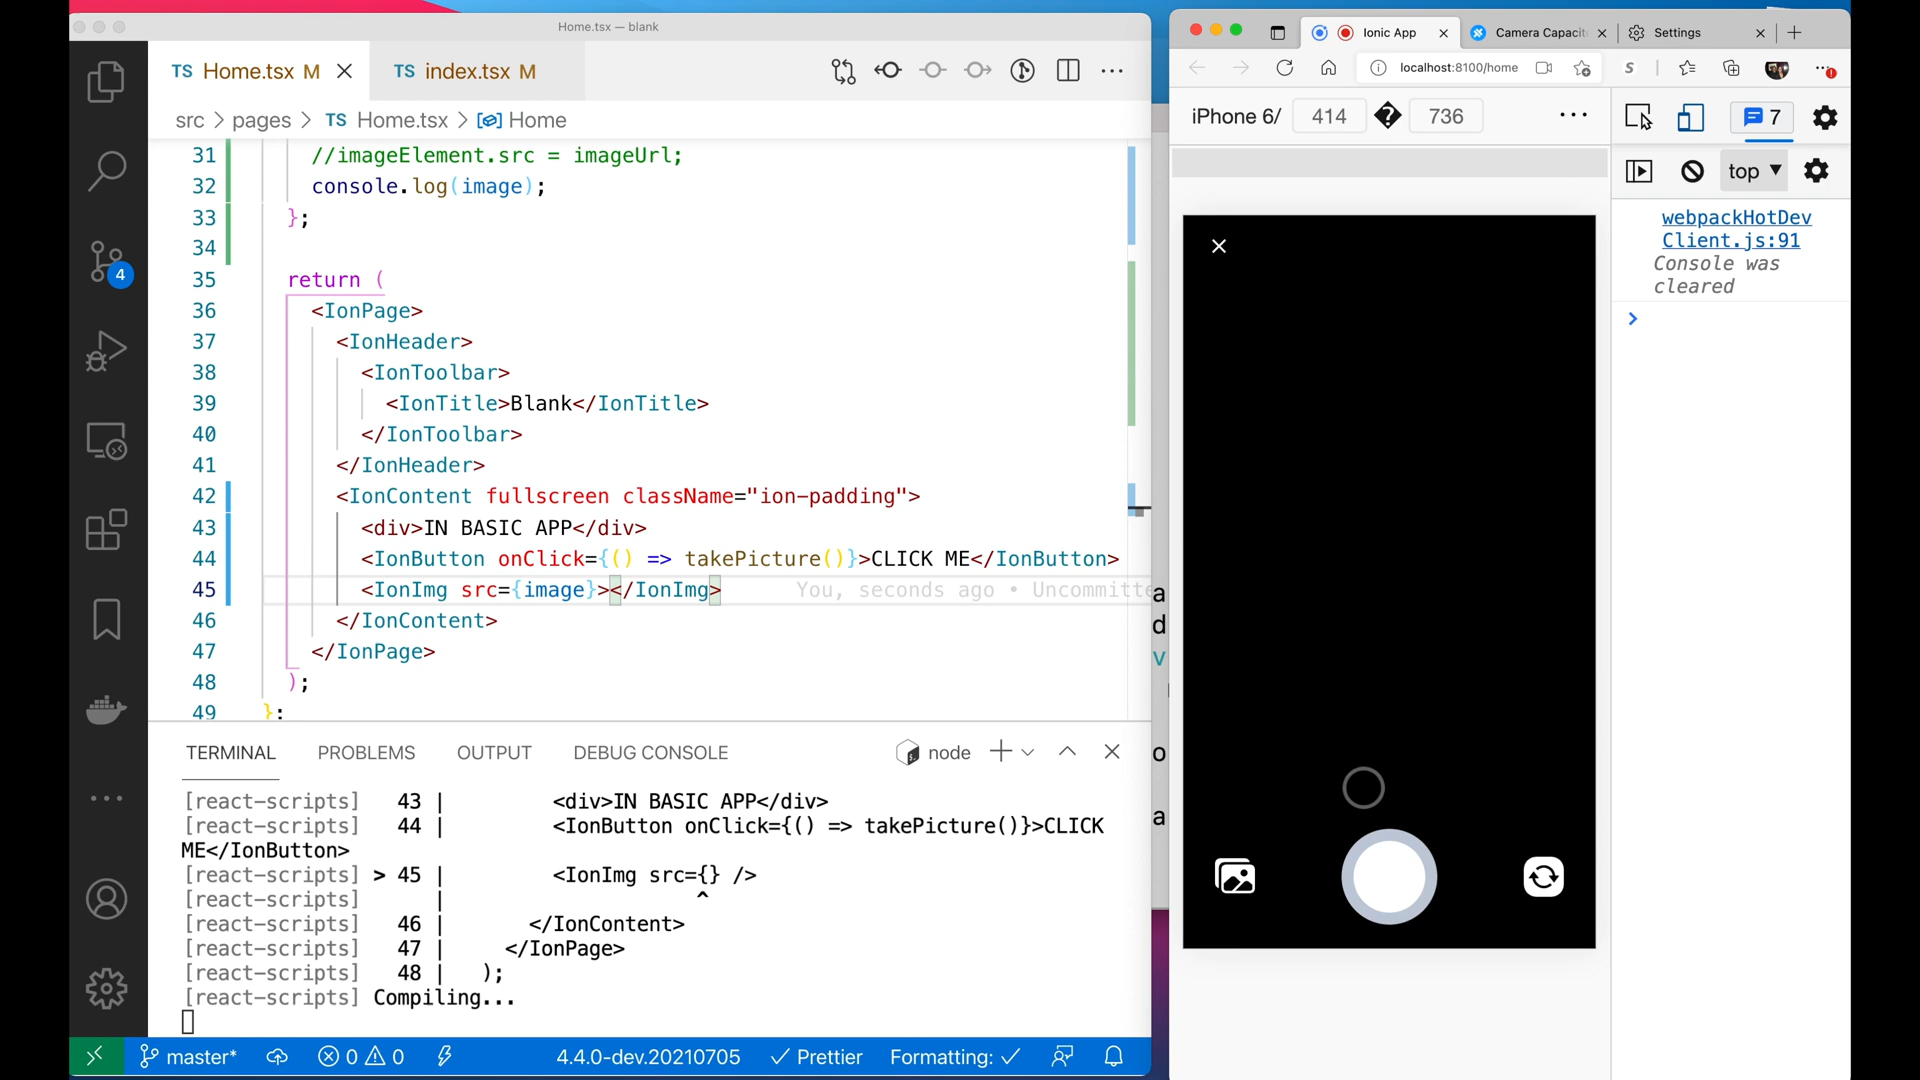 Home.tsx — blank
TS Home.tsx M
TS index.tsx M
src > pages > TS Home.tsx > Home
31 //imageElement.src = imageUrl;
32 console.log(image);
33 };
34
35 return (
36 <IonPage>
37 <IonHeader>
38 <IonToolbar>
39 <IonTitle>Blank</IonTitle>
40 </IonToolbar>
41 </IonHeader>
42 <IonContent fullscreen className="ion-padding">
43 <div>IN BASIC APP</div>
44 <IonButton onClick={() => takePicture()}>CLICK ME</IonButton>
45 <IonImg src={image}></IonImg> You, seconds ago • Uncommitte
46 </IonContent>
47 </IonPage>
48 );
49 };
4
TERMINAL PROBLEMS OUTPUT DEBUG CONSOLE node
[react-scripts] 43 | <div>IN BASIC APP</div>
[react-scripts] 44 | <IonButton onClick={() => takePicture()}>CLICK
ME</IonButton>
[react-scripts] > 45 | <IonImg src={} />
[react-scripts] | ^
[react-scripts] 46 | </IonContent>
[react-scripts] 47 | </IonPage>
[react-scripts] 48 | );
[react-scripts] Compiling...
master* 0 0 4.4.0-dev.20210705 Prettier Formatting: ✓
a
d
v
o
a
Ionic App
Camera Capacit
Settings
localhost:8100/home
S
iPhone 6/ 414 � 736
7
top
webpackHotDev
Client.js:91
Console was
cleared